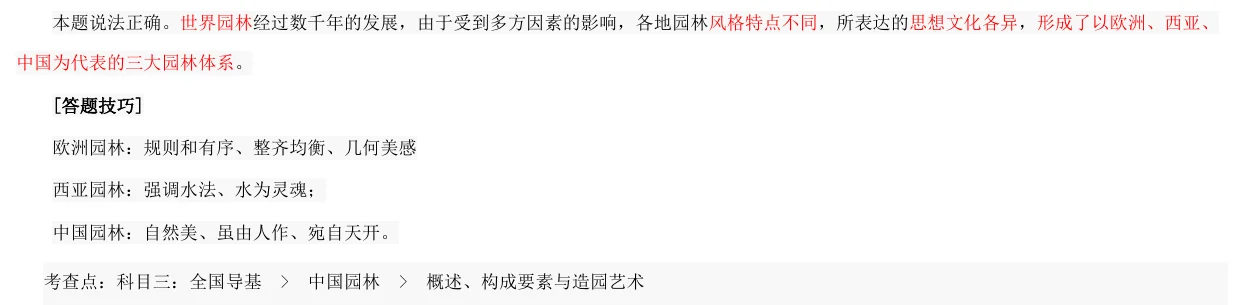 本题说法正确。世界园林经过数千年的发展，由于受到多方因素的影响，各地园林风格特点不同，所表达的思想文化各异，形成了以欧洲、西亚、
中国为代表的三大园林体系。
[答题技巧]
欧洲园林：规则和有序、整齐均衡、几何美感
西亚园林：强调水法、水为灵魂；
中国园林：自然美、虽由人作、宛自天开。
考查点：科目三：全国导基 > 中国园林 > 概述、构成要素与造园艺术